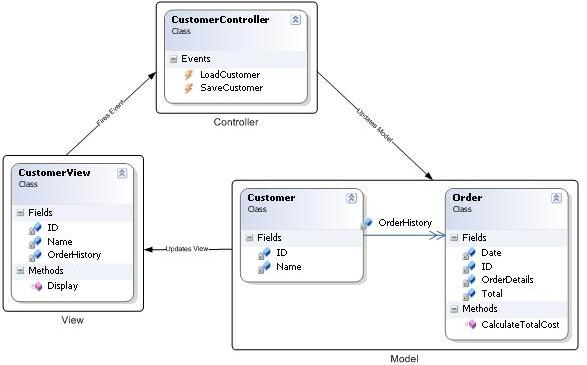 CustomerController
Class
Events
LoadCustomer
SaveCustomer
Controller
Fires Event
Updates Model
CustomerView
Class
Fields
ID
Name
OrderHistory
Methods
Display
View
Updates View
Customer
Class
Fields
ID
Name
OrderHistory
Order
Class
Fields
Date
ID
OrderDetails
Total
Methods
CalculateTotalCost
Model